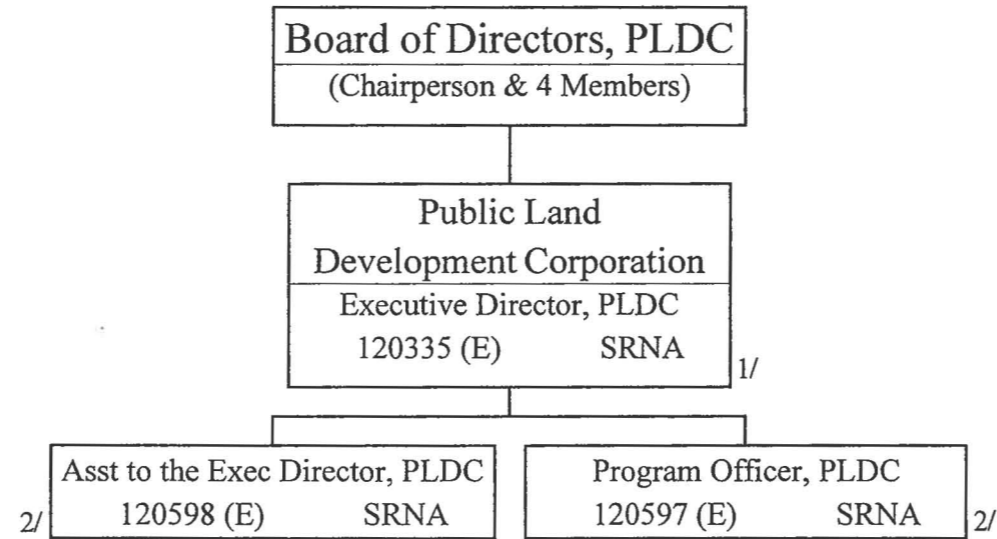 Board of Directors, PLDC
(Chairperson & 4 Members)
Public Land
Development Corporation
Executive Director, PLDC
120335 (E) SRNA
1/
Asst to the Exec Director, PLDC
120598 (E) SRNA
2/
Program Officer, PLDC
120597 (E) SRNA
2/